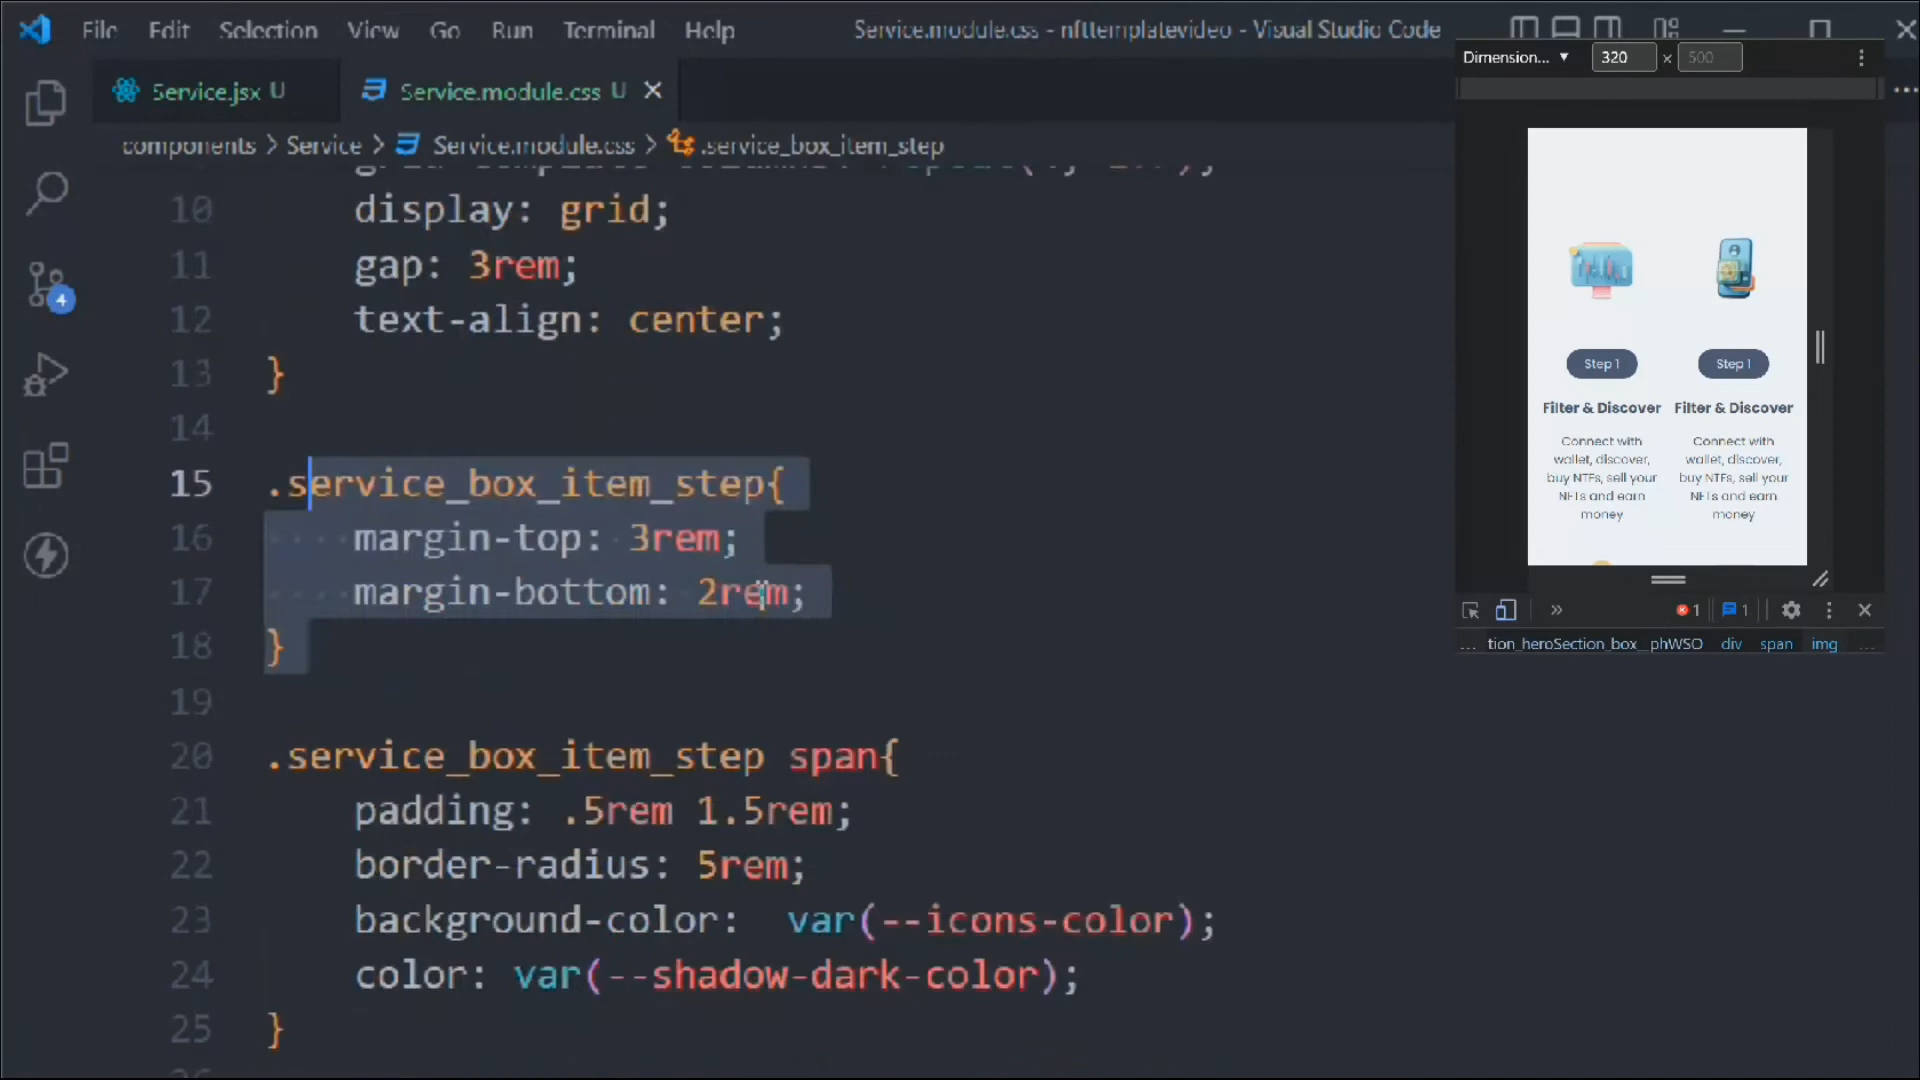 File Edit Selection View Go Run Terminal Help
Service.module.css - nfttemplatevideo - Visual Studio Code
Service.jsx U
Service.module.css U
components > Service > Service.module.css > .service_box_item_step
10 display: grid;
11 gap: 3rem;
12 text-align: center;
13 }
14
15 .service_box_item_step{
16 margin-top: 3rem;
17 margin-bottom: 2rem;
18 }
19
20 .service_box_item_step span{
21 padding: .5rem 1.5rem;
22 border-radius: 5rem;
23 background-color:  var(--icons-color);
24 color: var(--shadow-dark-color);
25 }
4
Dimension... ▼ 320 × 500
Step 1
Filter & Discover
Connect with
wallet, discover,
buy NTFs, sell your
NFTs and earn
money
Step 1
Filter & Discover
Connect with
wallet, discover,
buy NTFs, sell your
NFTs and earn
money
» 1 1
... tion_heroSection_box__phWSO div span img ...